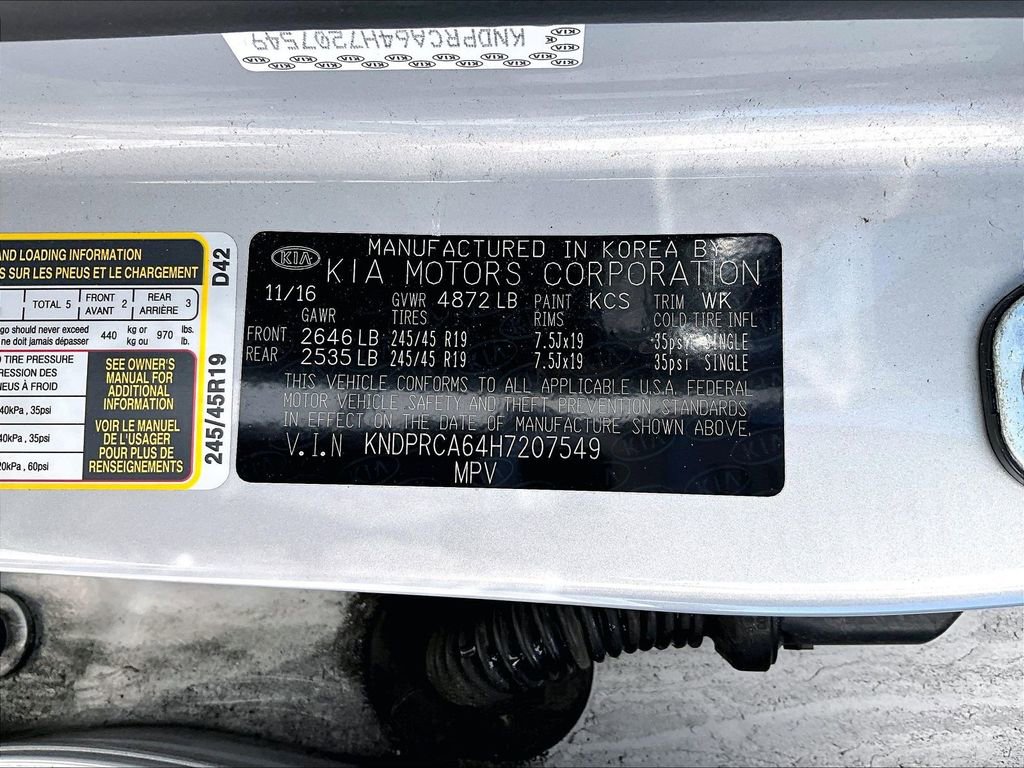 KNDPRCA64H7207549
KIA
AND LOADING INFORMATION
SUR LES PNEUS ET LE CHARGEMENT
TOTAL 5 FRONT AVANT 2 REAR ARRIÈRE 3
go should never exceed 440 kg or 970 lbs.
ne doit jamais dépasser kg ou lb.
TIRE PRESSURE
PRESSION DES
NEUS À FROID
40kPa, 35psi
40kPa, 35psi
20kPa, 60psi
SEE OWNER'S
MANUAL FOR
ADDITIONAL
INFORMATION
VOIR LE MANUEL
DE L'USAGER
POUR PLUS DE
RENSEIGNEMENTS
245/45R19 D42
KIA
MANUFACTURED IN KOREA BY
KIA MOTORS CORPORATION
11/16 GVWR 4872 LB PAINT KCS TRIM WK
GAWR TIRES RIMS COLD TIRE INFL
FRONT 2646 LB 245/45 R19 7.5Jx19 35psi SINGLE
REAR 2535 LB 245/45 R19 7.5Jx19 35psi SINGLE
THIS VEHICLE CONFORMS TO ALL APPLICABLE U.S.A. FEDERAL
MOTOR VEHICLE SAFETY AND THEFT PREVENTION STANDARDS
IN EFFECT ON THE DATE OF MANUFACTURE SHOWN ABOVE.
V.I.N KNDPRCA64H7207549
MPV